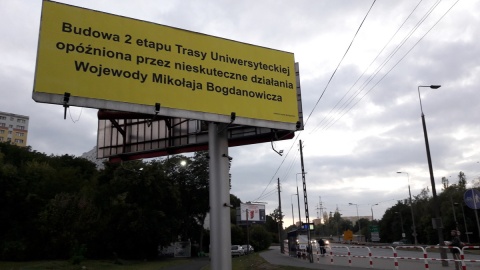 Budowa 2 etapu Trasy Uniwersyteckiej
opóźniona przez nieskuteczne działania
Wojewody Mikołaja Bogdanowicza